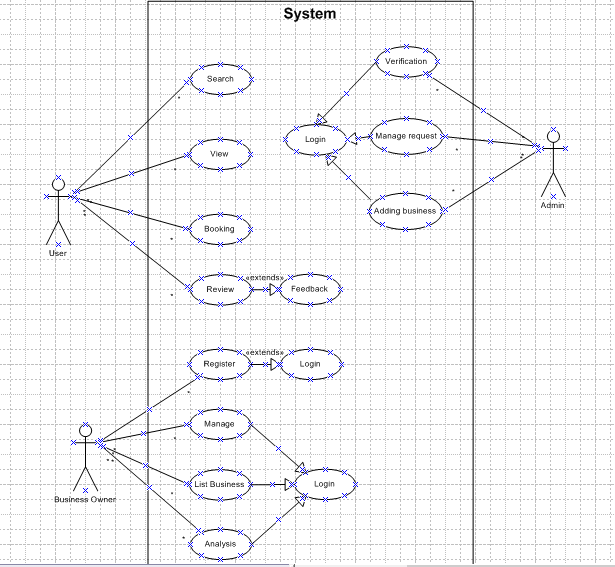 System
Search
Verification
Login
Manage request
View
Adding business
Admin
User
Booking
Review
«extends»
Feedback
Register
«extends»
Login
Manage
Business Owner
List Business
Login
Analysis